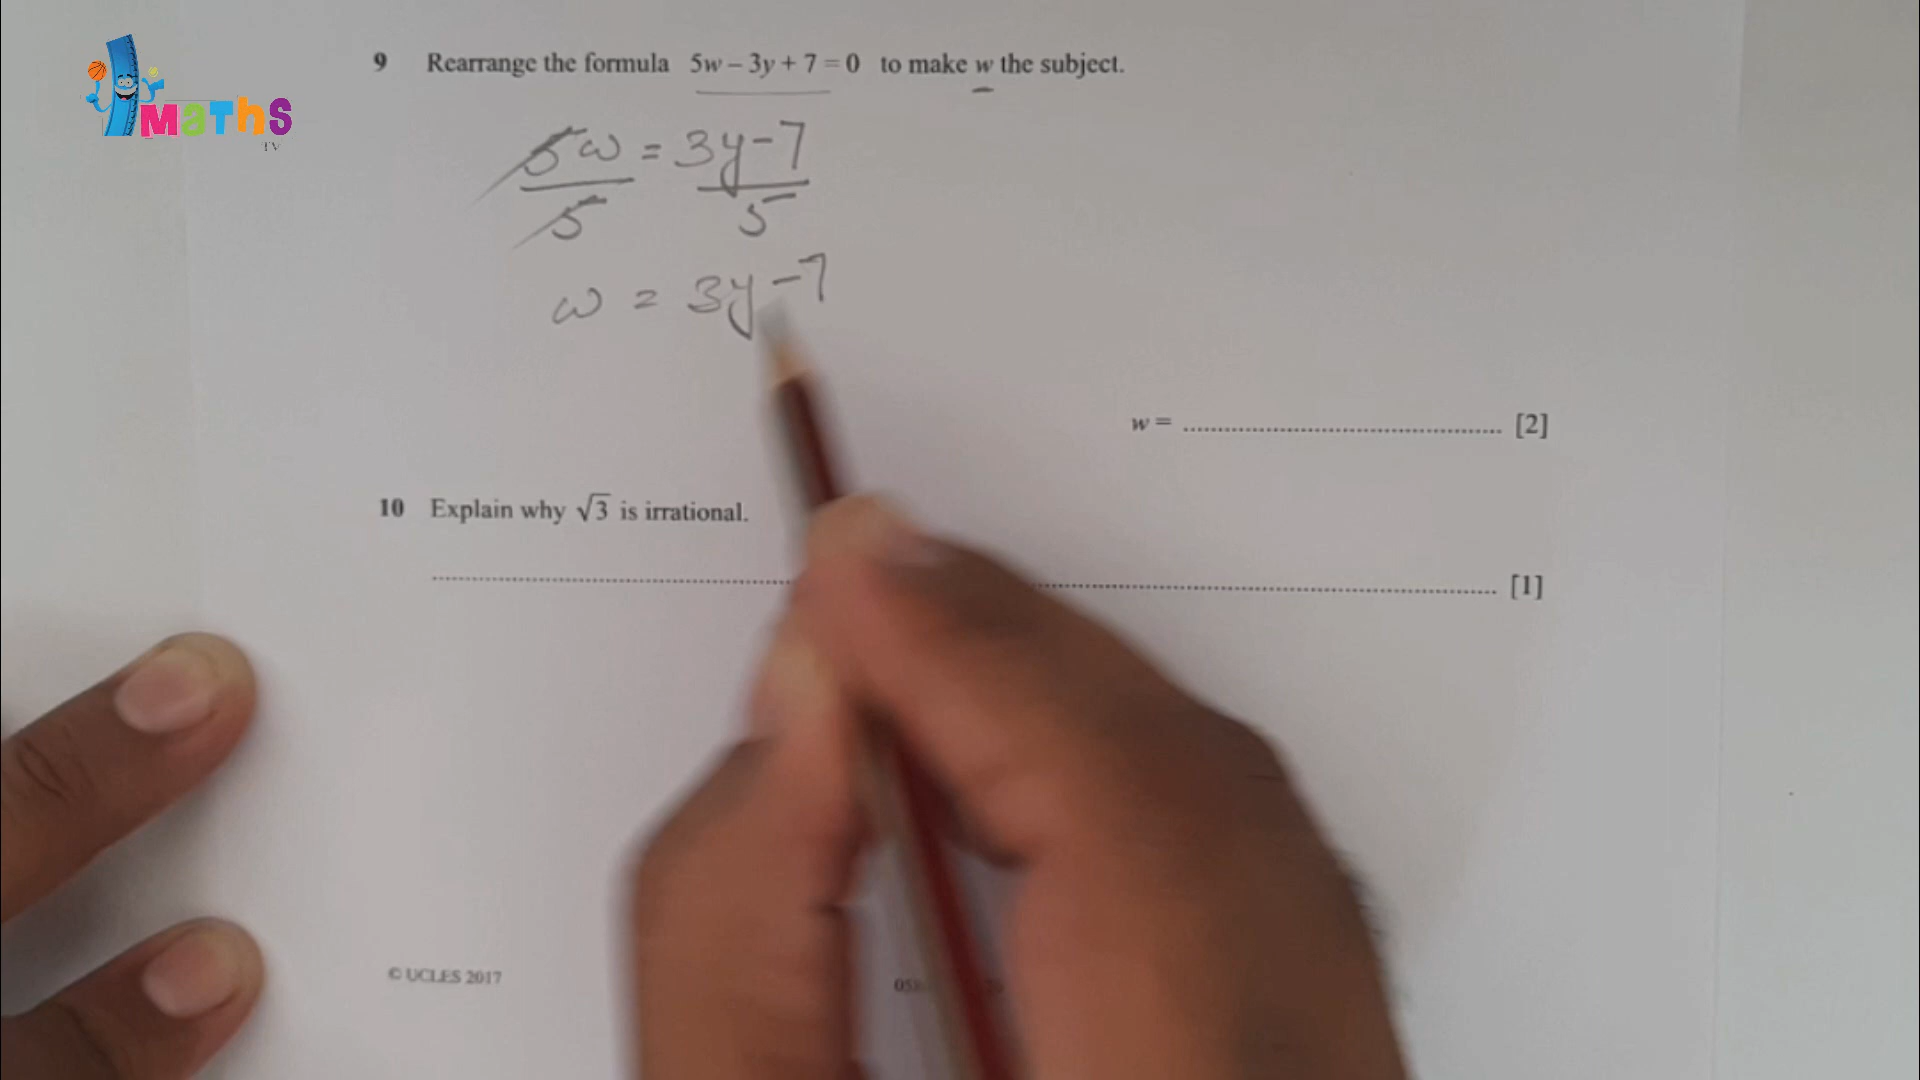 MaThS
TV
9 Rearrange the formula 5w – 3y + 7 = 0 to make w the subject.
5ω = 3y-7
5 5
ω = 3y-7
w = ........................................ [2]
10 Explain why √3 is irrational.
........................................ [1]
© UCLES 2017